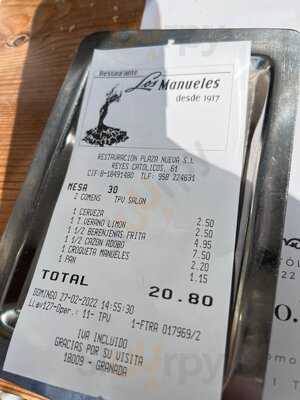 Restaurante
Los Manueles
desde 1917
RESTAURACION PLAZA NUEVA S.L
REYES CATOLICOS, 61
CIF:B-18491480 TLF: 958 224631
MESA 30
2 COMENS TPV SALON
1 CERVEZA 2.50
1 T.VERANO LIMON 2.50
1 1/2 BERENJENAS FRITA 4.95
1 1/2 CAZON ADOBO 7.50
1 CROQUETA MANUELES 2.20
1 PAN 1.15
TOTAL 20.80
DOMINGO 27-02-2022 14:55:30
LLav127-Oper.: 11- TPV 1-FTRA 017969/2
IVA INCLUIDO
GRACIAS POR SU VISITA
18009 - GRANADA